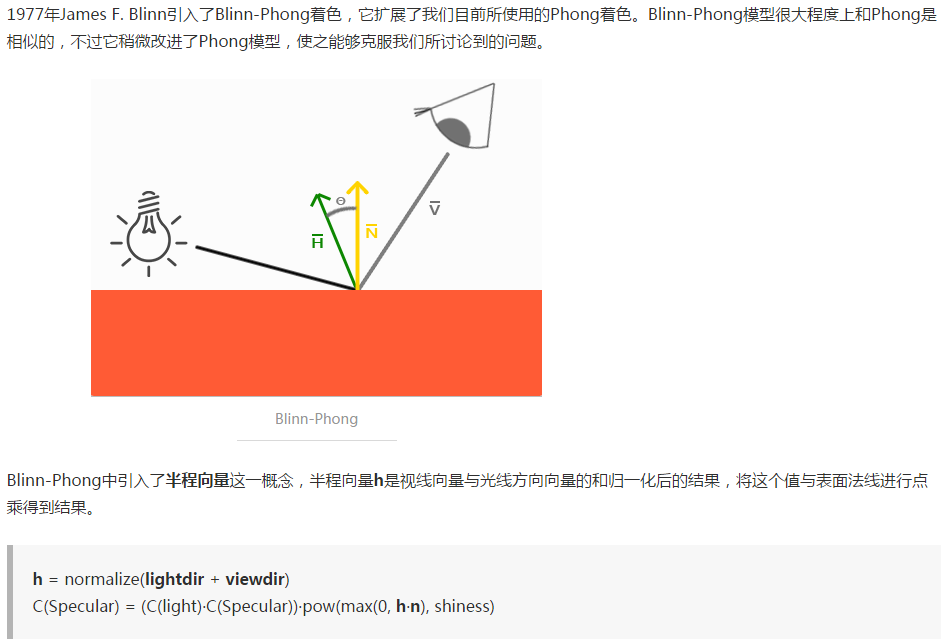 1977年James F. Blinn引入了Blinn-Phong着色，它扩展了我们目前所使用的Phong着色。Blinn-Phong模型很大程度上和Phong是
相似的，不过它稍微改进了Phong模型，使之能够克服我们所讨论到的问题。
Θ
V̅
N̅
H̅
Blinn-Phong
Blinn-Phong中引入了半程向量这一概念，半程向量h是视线向量与光线方向向量的和归一化后的结果，将这个值与表面法线进行点
乘得到结果。
h = normalize(lightdir + viewdir)
C(Specular) = (C(light)·C(Specular))·pow(max(0, h·n), shiness)